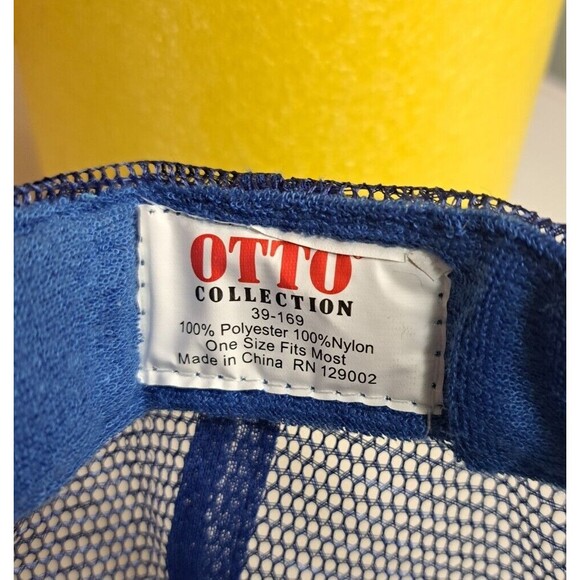 OTTO
COLLECTION
39-169
100% Polyester 100%Nylon
One Size Fits Most
Made in China RN 129002